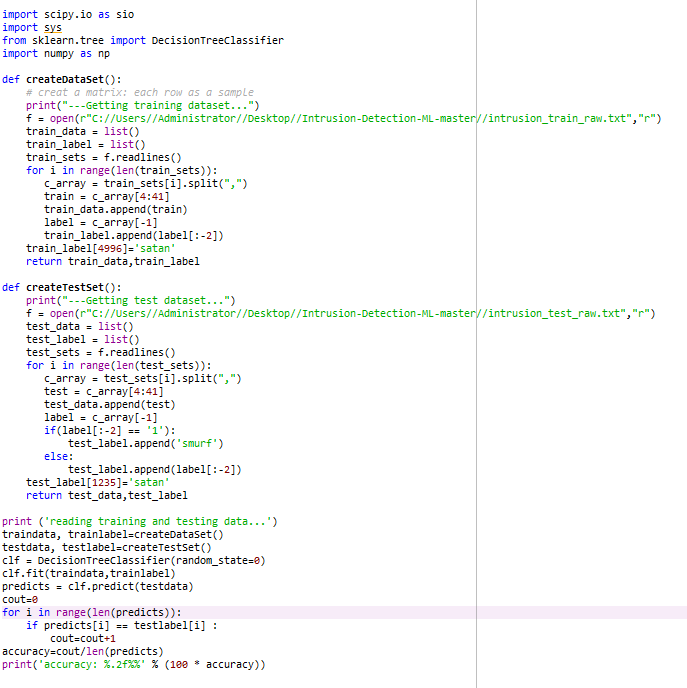 import scipy.io as sio
import sys
from sklearn.tree import DecisionTreeClassifier
import numpy as np

def createDataSet():
    # creat a matrix: each row as a sample
    print("---Getting training dataset...")
    f = open(r"C://Users//Administrator//Desktop//Intrusion-Detection-ML-master//intrusion_train_raw.txt","r")
    train_data = list()
    train_label = list()
    train_sets = f.readlines()
    for i in range(len(train_sets)):
       c_array = train_sets[i].split(",")
       train = c_array[4:41]
       train_data.append(train)
       label = c_array[-1]
       train_label.append(label[:-2])
    train_label[4996]='satan'
    return train_data,train_label

def createTestSet():
    print("---Getting test dataset...")
    f = open(r"C://Users//Administrator//Desktop//Intrusion-Detection-ML-master//intrusion_test_raw.txt","r")
    test_data = list()
    test_label = list()
    test_sets = f.readlines()
    for i in range(len(test_sets)):
       c_array = test_sets[i].split(",")
       test = c_array[4:41]
       test_data.append(test)
       label = c_array[-1]
       if(label[:-2] == '1'):
           test_label.append('smurf')
       else:
           test_label.append(label[:-2])
    test_label[1235]='satan'
    return test_data,test_label

print ('reading training and testing data...')
traindata, trainlabel=createDataSet()
testdata, testlabel=createTestSet()
clf = DecisionTreeClassifier(random_state=0)
clf.fit(traindata,trainlabel)
predicts = clf.predict(testdata)
cout=0
for i in range(len(predicts)):
    if predicts[i] == testlabel[i] :
        cout=cout+1
accuracy=cout/len(predicts)
print('accuracy: %.2f%%' % (100 * accuracy))